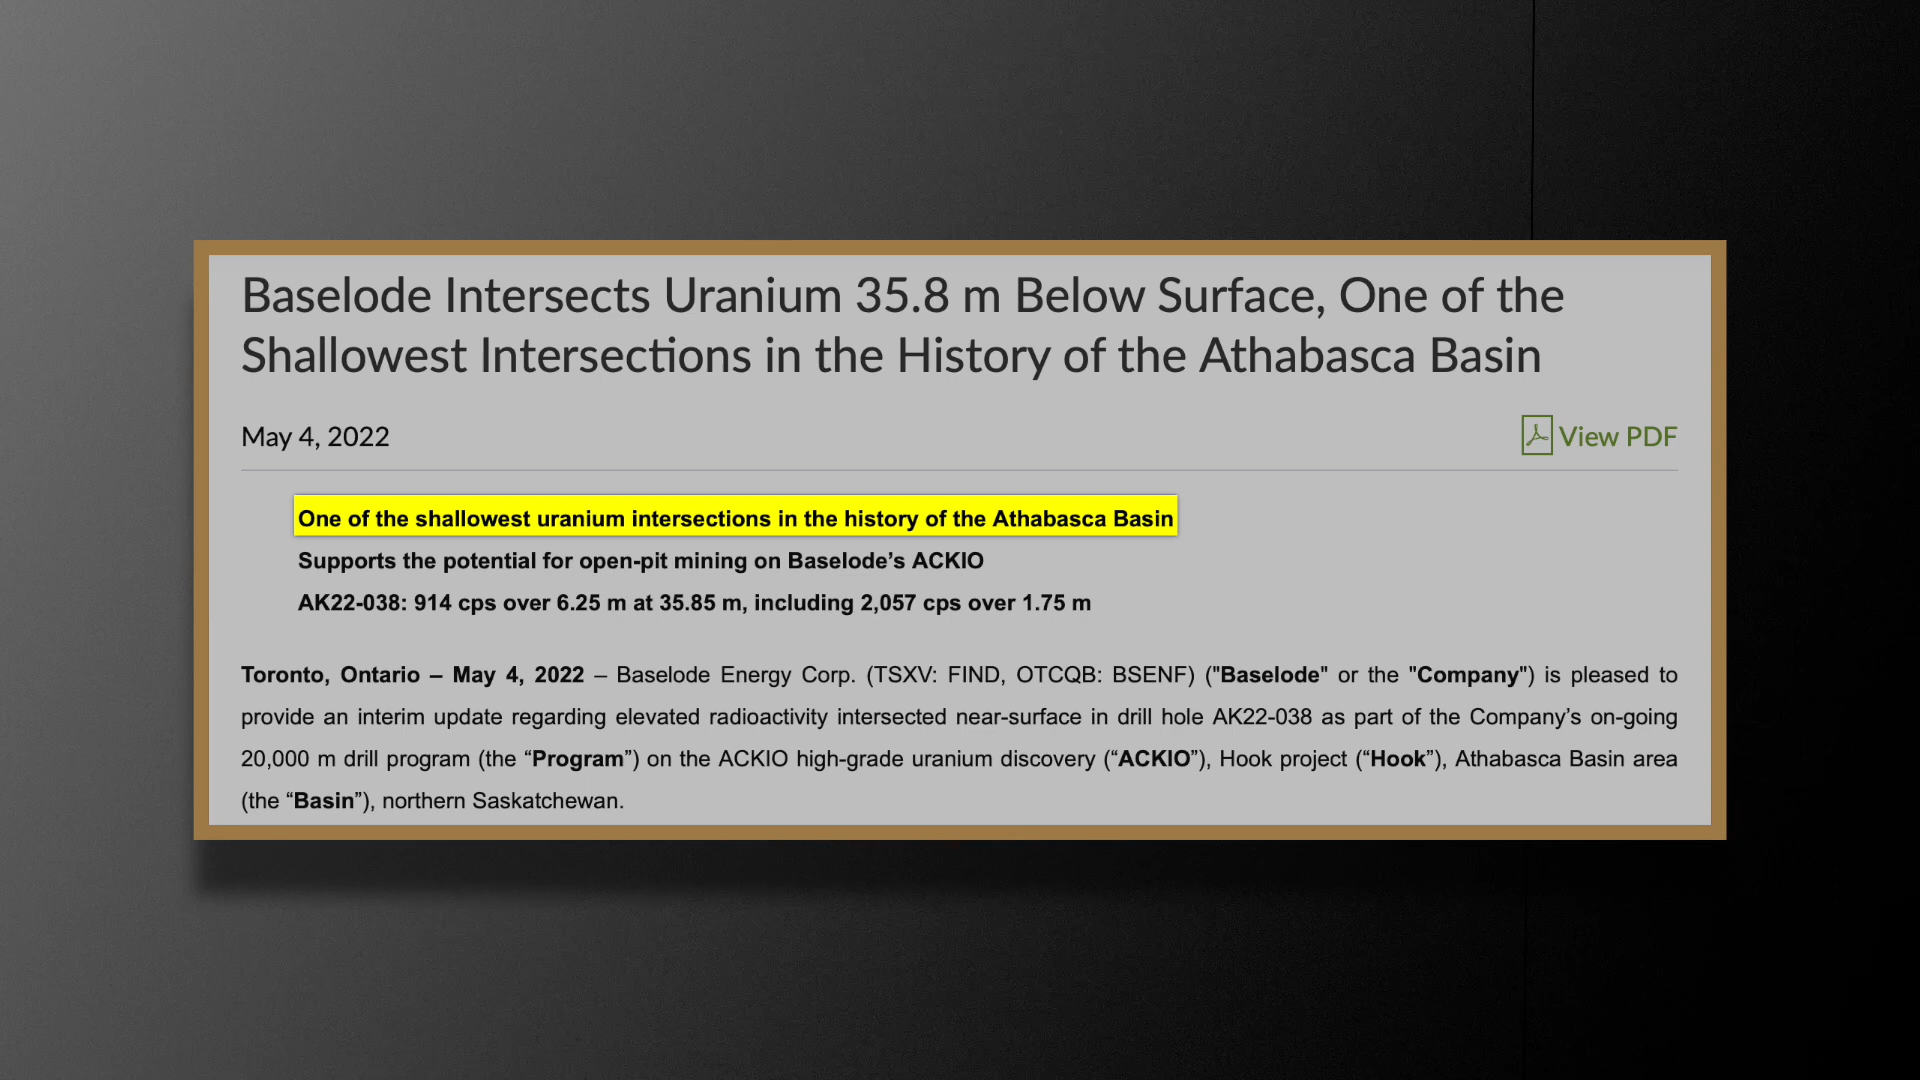 Baselode Intersects Uranium 35.8 m Below Surface, One of the
Shallowest Intersections in the History of the Athabasca Basin
May 4, 2022
View PDF
One of the shallowest uranium intersections in the history of the Athabasca Basin
Supports the potential for open-pit mining on Baselode’s ACKIO
AK22-038: 914 cps over 6.25 m at 35.85 m, including 2,057 cps over 1.75 m
Toronto, Ontario – May 4, 2022 – Baselode Energy Corp. (TSXV: FIND, OTCQB: BSENF) ("Baselode" or the "Company") is pleased to
provide an interim update regarding elevated radioactivity intersected near-surface in drill hole AK22-038 as part of the Company’s on-going
20,000 m drill program (the “Program”) on the ACKIO high-grade uranium discovery (“ACKIO”), Hook project (“Hook”), Athabasca Basin area
(the “Basin”), northern Saskatchewan.